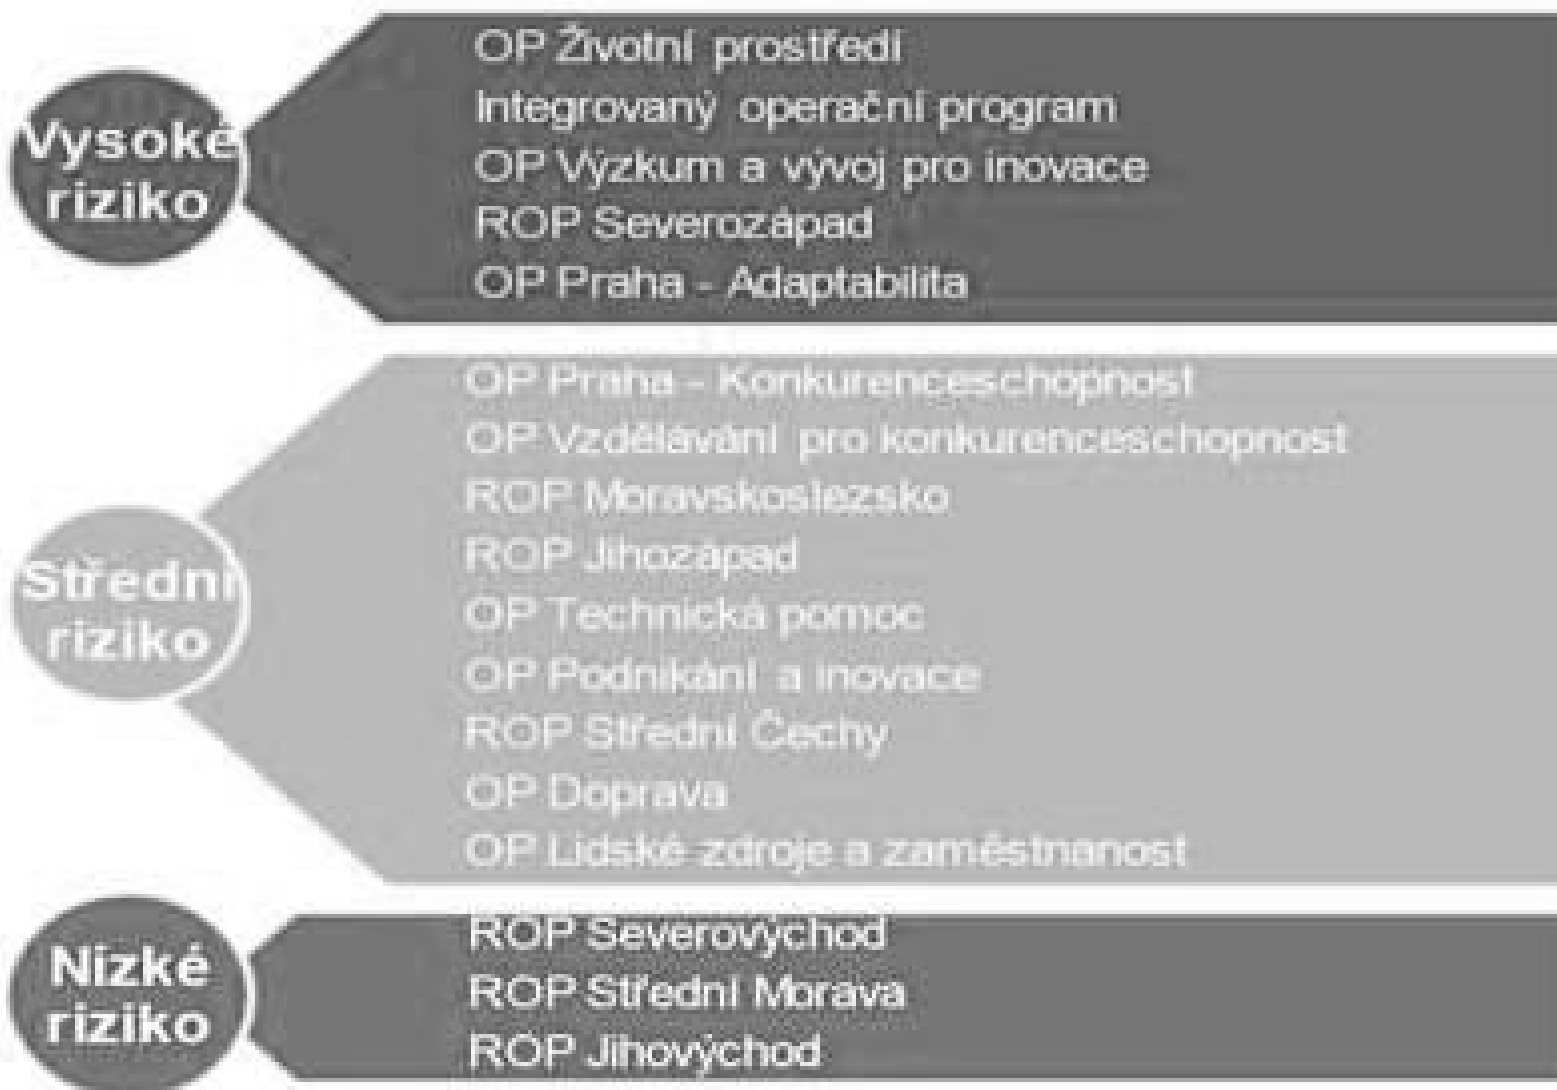 Vysoké
riziko
OP Životní prostředí
Integrovaný operační program
OP Výzkum a vývoj pro inovace
ROP Severozápad
OP Praha - Adaptabilita
Střední
riziko
OP Praha - Konkurenceschopnost
OP Vzdělávání pro konkurenceschopnost
ROP Moravskoslezsko
ROP Jihozápad
OP Technická pomoc
OP Podnikání a inovace
ROP Střední Čechy
OP Doprava
OP Lidské zdroje a zaměstnanost
Nízké
riziko
ROP Severovýchod
ROP Střední Morava
ROP Jihovýchod